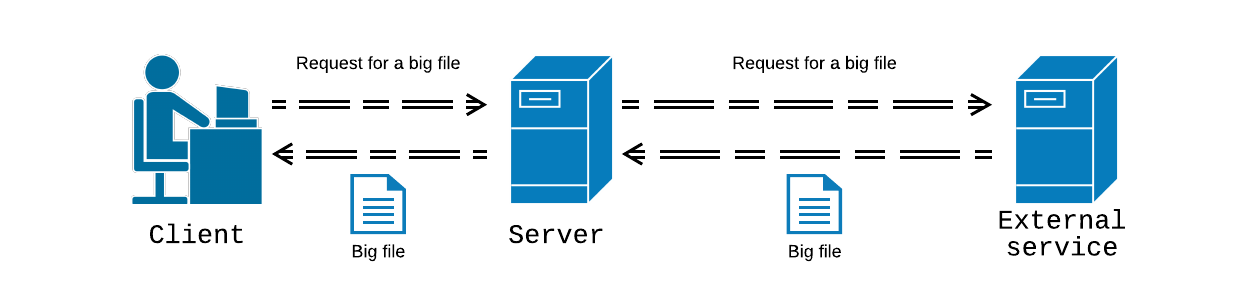 Request for a big file
Request for a big file
Client
Big file
Server
Big file
External
service